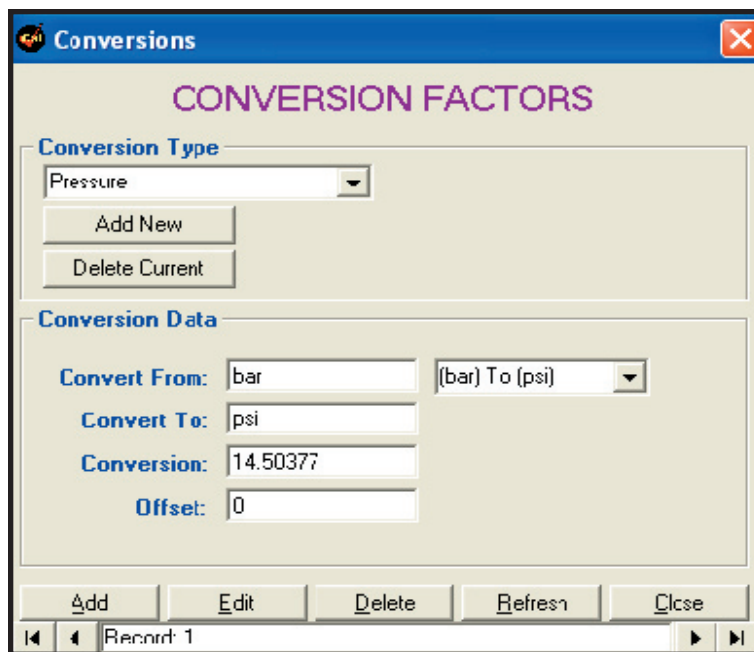 Conversions
CONVERSION FACTORS
Conversion Type
Pressure
Add New
Delete Current
Conversion Data
Convert From: bar (bar) To (psi)
Convert To: psi
Conversion: 14.50377
Offset: 0
Add Edit Delete Refresh Close
Record: 1